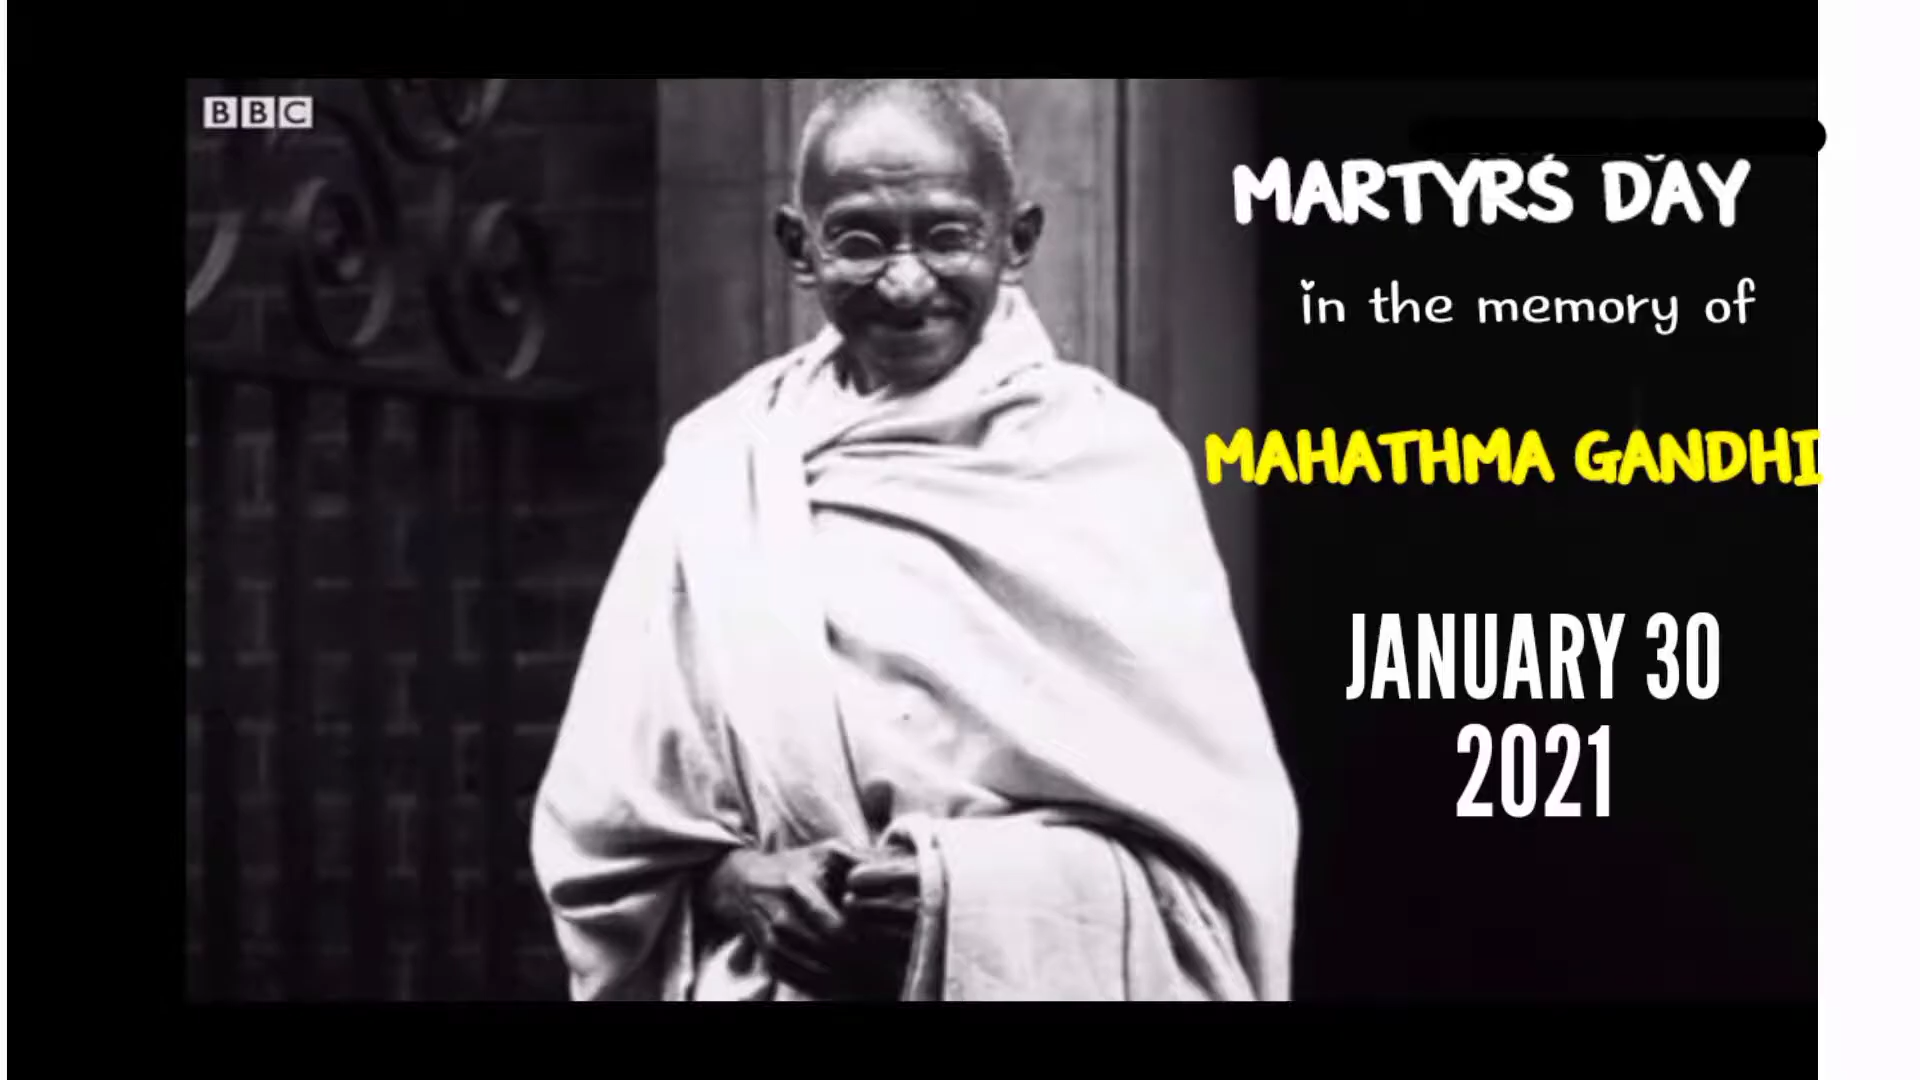 BBC
MARTYRS DAY
in the memory of
MAHATHMA GANDHI
JANUARY 30
2021